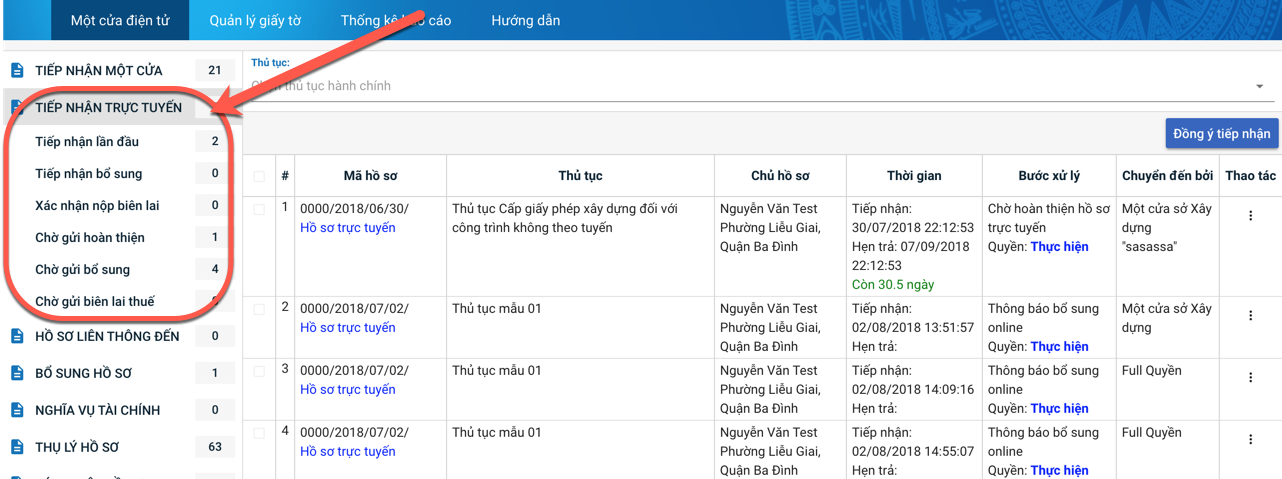 Một cửa điện tử Quản lý giấy tờ Thống kê cáo Hướng dẫn
TIẾP NHẬN MỘT CỬA 21
TIẾP NHẬN TRỰC TUYẾN
Tiếp nhận lần đầu 2
Tiếp nhận bổ sung 0
Xác nhận nộp biên lai 0
Chờ gửi hoàn thiện 1
Chờ gửi bổ sung 4
Chờ gửi biên lai thuế
HỒ SƠ LIÊN THÔNG ĐẾN 0
BỔ SUNG HỒ SƠ 1
NGHĨA VỤ TÀI CHÍNH 0
THỤ LÝ HỒ SƠ 63
Thủ tục:
thủ tục hành chính
Đồng ý tiếp nhận
# Mã hồ sơ Thủ tục Chủ hồ sơ Thời gian Bước xử lý Chuyển đến bởi Thao tác
1 0000/2018/06/30/ Thủ tục Cấp giấy phép xây dựng đối với Nguyễn Văn Test Tiếp nhận: Chờ hoàn thiện hồ sơ Một cửa sở Xây
Hồ sơ trực tuyến công trình không theo tuyến Phường Liễu Giai, 30/07/2018 22:12:53 trực tuyến dựng
Quận Ba Đình Hẹn trả: 07/09/2018 Quyền: Thực hiện "sasassa"
22:12:53
Còn 30.5 ngày
2 0000/2018/07/02/ Thủ tục mẫu 01 Nguyễn Văn Test Tiếp nhận: Thông báo bổ sung Một cửa sở Xây
Hồ sơ trực tuyến Phường Liễu Giai, 02/08/2018 13:51:57 online dựng
Quận Ba Đình Hẹn trả: Quyền: Thực hiện
3 0000/2018/07/02/ Thủ tục mẫu 01 Nguyễn Văn Test Tiếp nhận: Thông báo bổ sung Full Quyền
Hồ sơ trực tuyến Phường Liễu Giai, 02/08/2018 14:09:16 online
Quận Ba Đình Hẹn trả: Quyền: Thực hiện
4 0000/2018/07/02/ Thủ tục mẫu 01 Nguyễn Văn Test Tiếp nhận: Thông báo bổ sung Full Quyền
Hồ sơ trực tuyến Phường Liễu Giai, 02/08/2018 14:55:07 online
Quận Ba Đình Hẹn trả: Quyền: Thực hiện